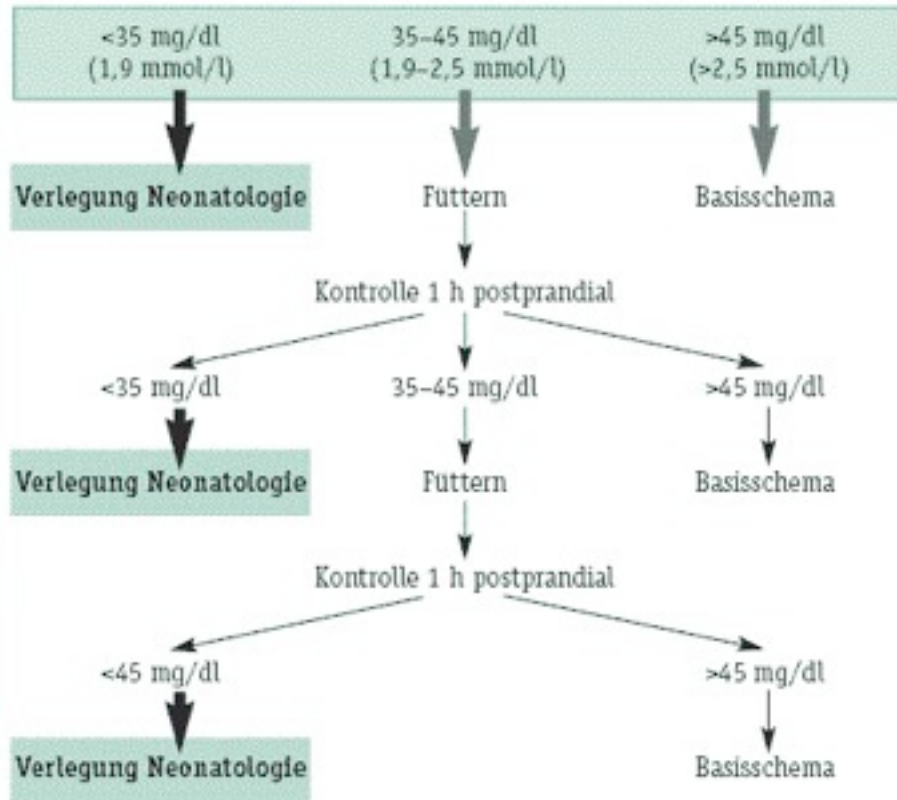 <35 mg/dl 35–45 mg/dl >45 mg/dl
(1,9 mmol/l) (1,9–2,5 mmol/l) (>2,5 mmol/l)
Verlegung Neonatologie Füttern Basisschema
Kontrolle 1 h postprandial
<35 mg/dl 35–45 mg/dl >45 mg/dl
Verlegung Neonatologie Füttern Basisschema
Kontrolle 1 h postprandial
<45 mg/dl >45 mg/dl
Verlegung Neonatologie Basisschema